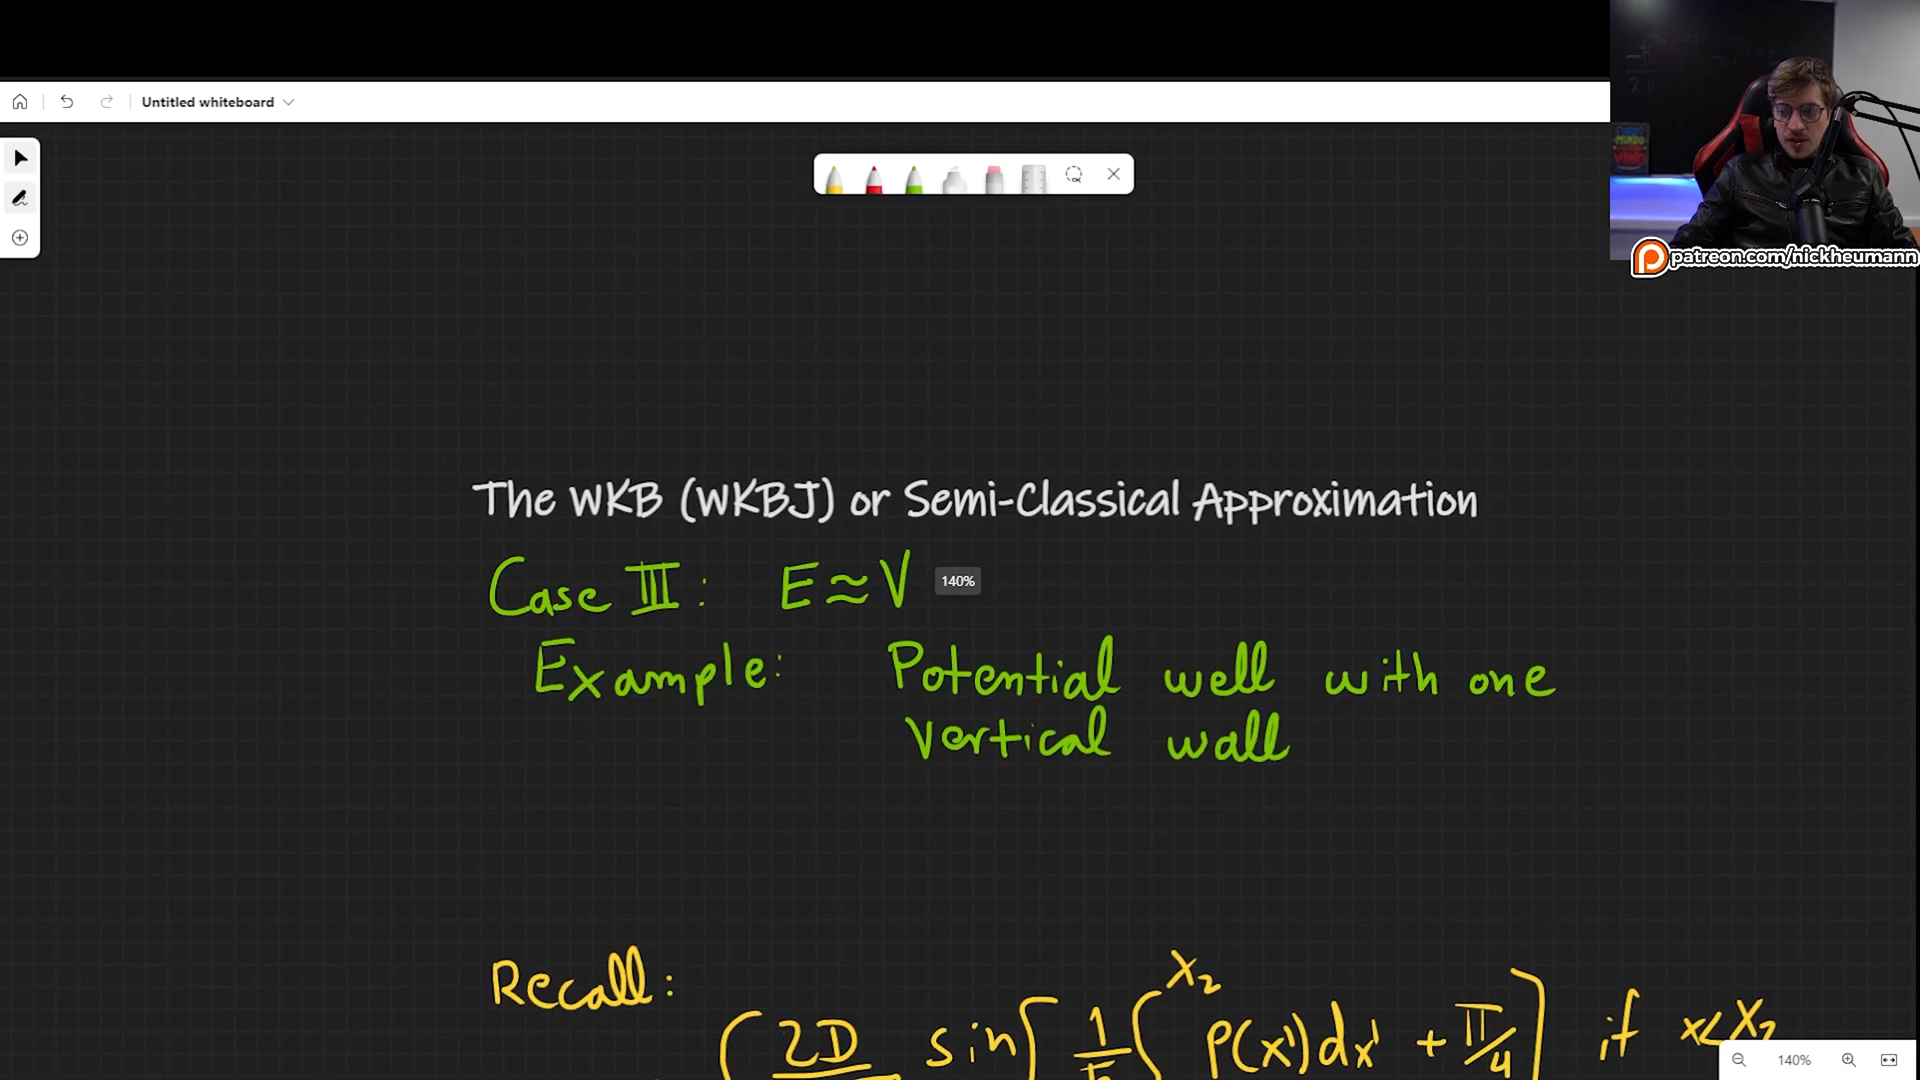 Untitled whiteboard
patreon.com/nickheumann
The WKB (WKBJ) or Semi-Classical Approximation
Case III: E≈V
140%
Example: Potential well with one
vertical wall
Recall:
2D sin[1/ħ ∫ˣ² p(x')dx' + π/4] if x<x₂
140%